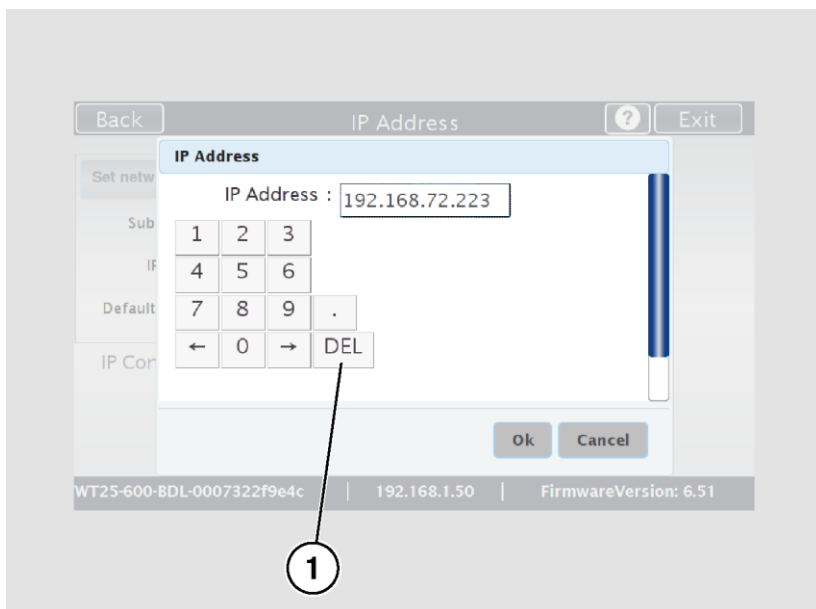 Back IP Address ? Exit
IP Address
Set netw
IP Address : 192.168.72.223
Sub
1 2 3
IP
4 5 6
Default
7 8 9 .
← 0 → DEL
IP Con
Ok Cancel
WT25-600-BDL-0007322f9e4c | 192.168.1.50 | FirmwareVersion: 6.51
1